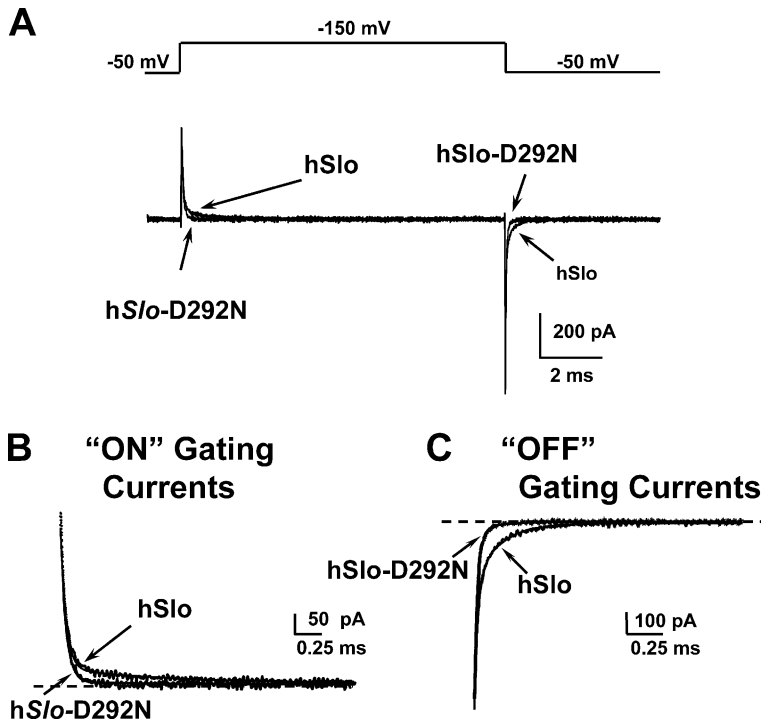 A
-150 mV
-50 mV
-50 mV
hSlo
hSlo-D292N
hSlo
hSlo-D292N
200 pA
2 ms
B
“ON” Gating
Currents
hSlo
50 pA
0.25 ms
hSlo-D292N
C
“OFF”
Gating Currents
hSlo-D292N
hSlo
100 pA
0.25 ms